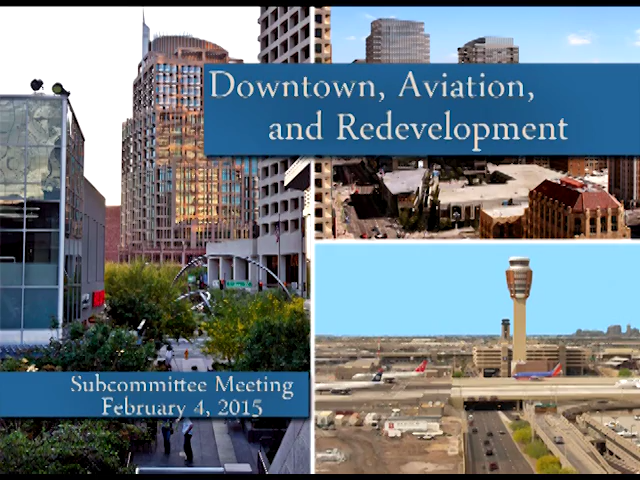 Downtown, Aviation,
and Redevelopment
Subcommittee Meeting
February 4, 2015